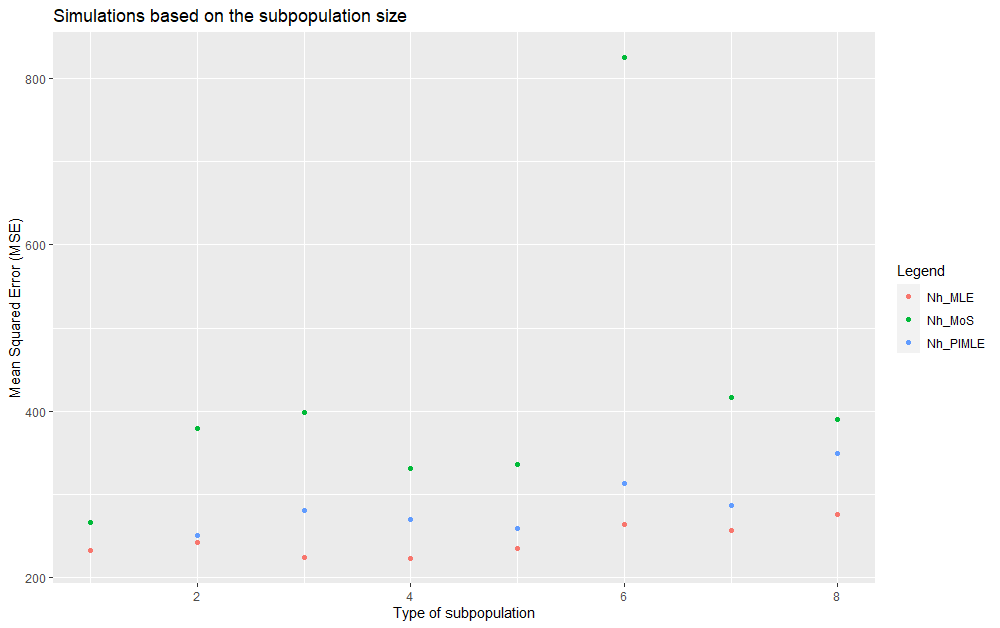 Simulations based on the subpopulation size
Mean Squared Error (MSE)
800
600
400
200
2
4
6
8
Type of subpopulation
Legend
Nh_MLE
Nh_MoS
Nh_PIMLE